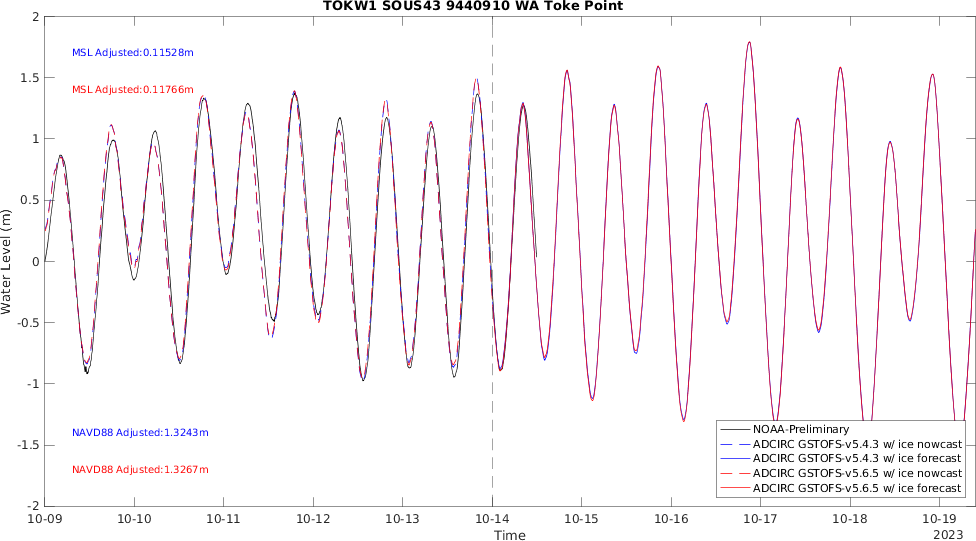 TOKW1 SOUS43 9440910 WA Toke Point
2
1.5
1
0.5
0
-0.5
-1
-1.5
-2
Water Level (m)
MSL Adjusted:0.11528m
MSL Adjusted:0.11766m
NAVD88 Adjusted:1.3243m
NAVD88 Adjusted:1.3267m
NOAA-Preliminary
ADCIRC GSTOFS-v5.4.3 w/ ice nowcast
ADCIRC GSTOFS-v5.4.3 w/ ice forecast
ADCIRC GSTOFS-v5.6.5 w/ ice nowcast
ADCIRC GSTOFS-v5.6.5 w/ ice forecast
10-09 10-10 10-11 10-12 10-13 10-14 10-15 10-16 10-17 10-18 10-19
2023
Time